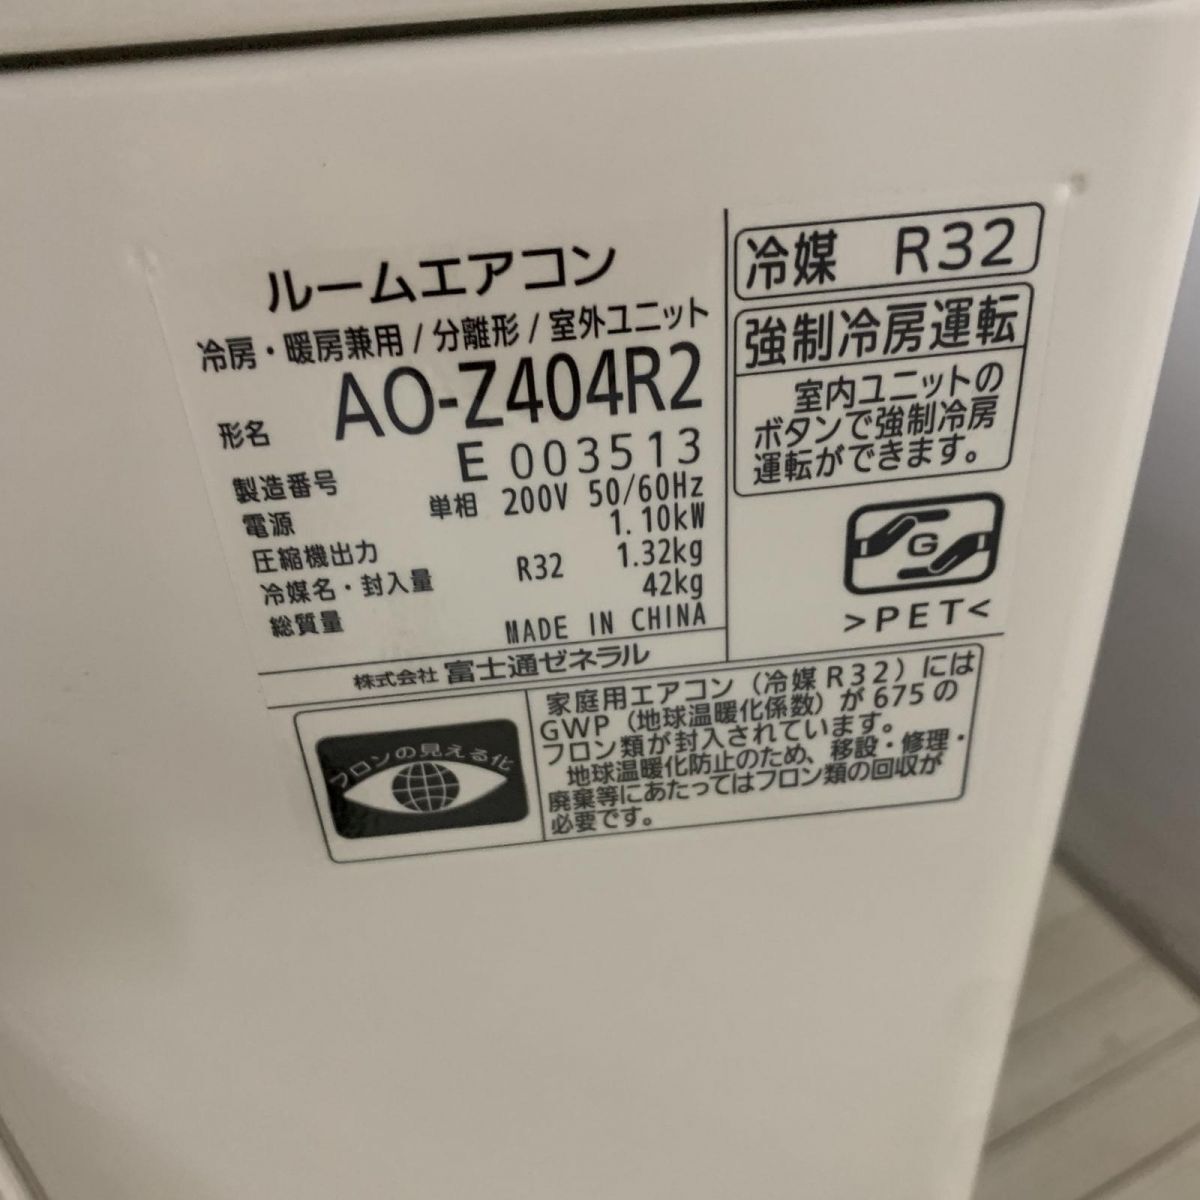 ルームエアコン
冷房・暖房兼用/分離形/室外ユニット
形名 AO-Z404R2
製造番号 E 003513
電源 単相 200V 50/60Hz
圧縮機出力 1.10kW
冷媒名・封入量 R32 1.32kg
総質量 42kg
MADE IN CHINA
株式会社 富士通ゼネラル
冷媒 R32
強制冷房運転
室内ユニットの
ボタンで強制冷房
運転ができます。
G
>PET<
フロンの見える化
家庭用エアコン（冷媒R32）には
GWP（地球温暖化係数）が675の
フロン類が封入されています。
地球温暖化防止のため、移設・修理・
廃棄等にあたってはフロン類の回収が
必要です。